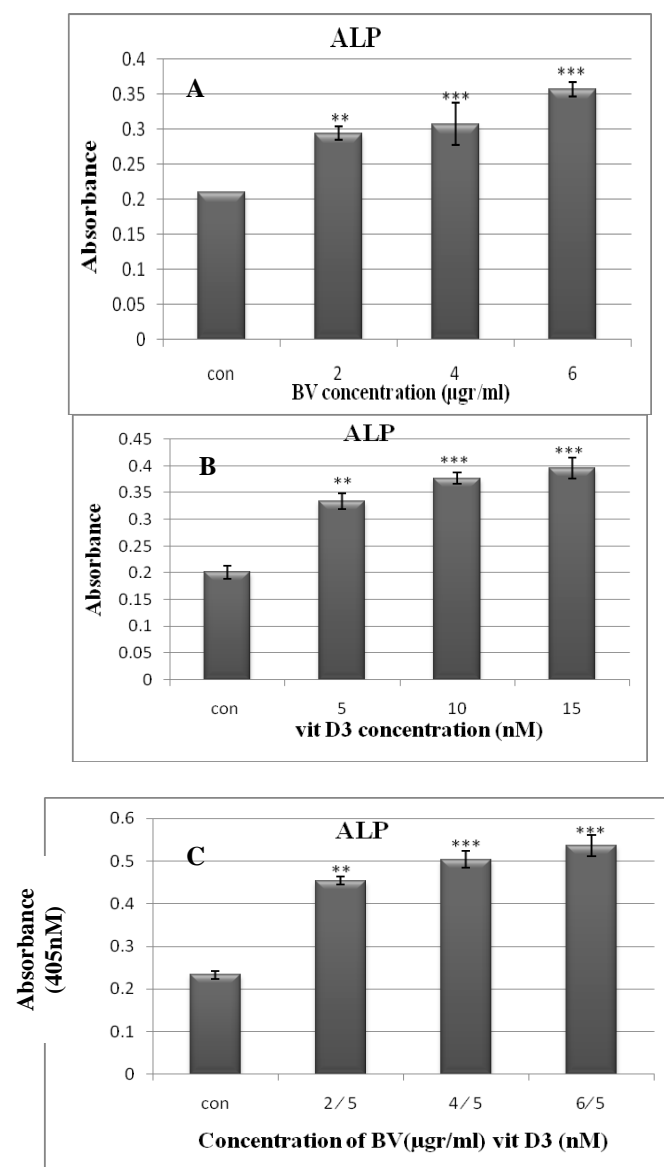 ALP
A
***
***
**
0.4
0.35
0.3
0.25
0.2
0.15
0.1
0.05
0
Absorbance
con 2 4 6
BV concentration (µgr/ml)
ALP
B
***
***
**
0.45
0.4
0.35
0.3
0.25
0.2
0.15
0.1
0.05
0
Absorbance
con 5 10 15
vit D3 concentration (nM)
ALP
C
***
***
**
0.6
0.5
0.4
0.3
0.2
0.1
0
Absorbance
(405nM)
con 2/5 4/5 6/5
Concentration of BV(µgr/ml) vit D3 (nM)